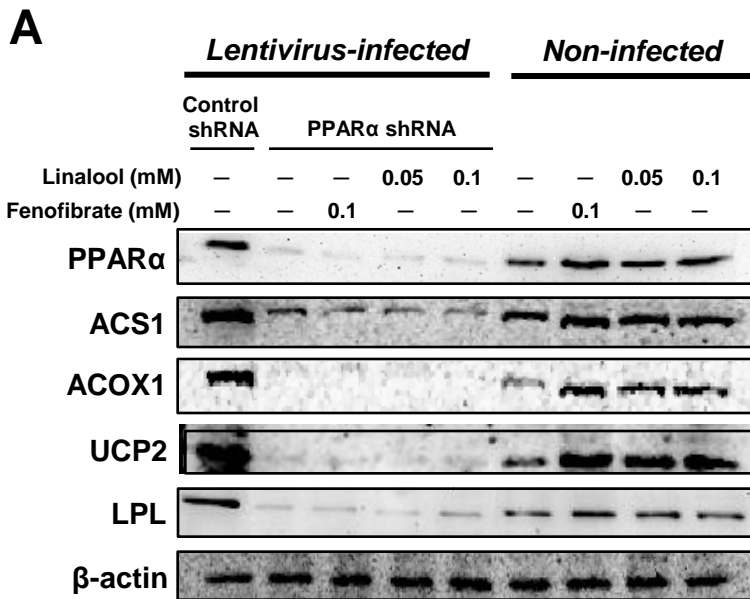 A
Lentivirus-infected Non-infected
Control shRNA PPARα shRNA
Linalool (mM) – – – 0.05 0.1 – – 0.05 0.1
Fenofibrate (mM) – – 0.1 – – – 0.1 – –
PPARα
ACS1
ACOX1
UCP2
LPL
β-actin